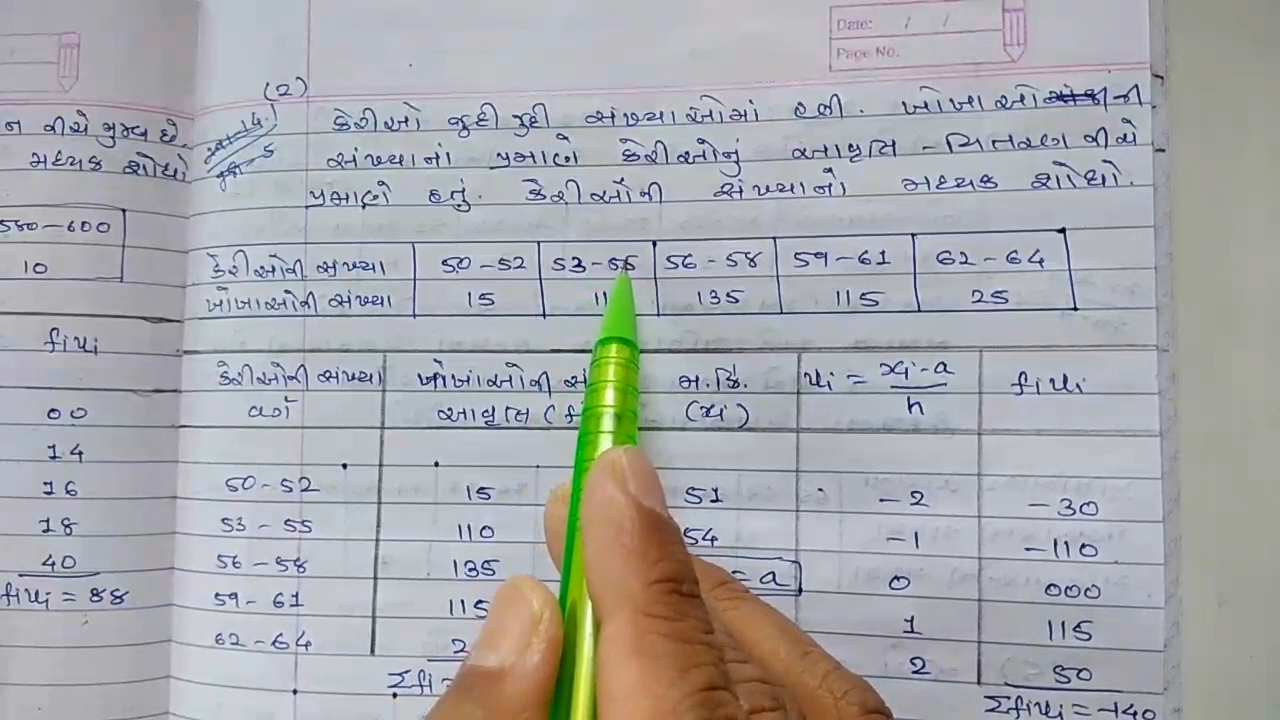 Date: / /
Page No.
(2)
14.
કેરીઓ જુદી જુદી સંખ્યાઓમાં હતી. ખોખાઓની
સંખ્યાનાં પ્રમાણે કેરીઓનું આવૃત્તિ-વિતરણ નીચે
પ્રમાણે હતું. કેરીઓની સંખ્યાનો મધ્યક શોધો.
ન નીચે મુજબ છે.
મધ્યક શોધો
580-600
10
fiui
00
14
16
18
40
fiui = 88
કેરીઓની સંખ્યા 50-52 53-55 56-58 59-61 62-64
ખોખાઓની સંખ્યા 15 11 135 115 25
કેરીઓની સંખ્યા ખોખાઓની સં મ.કિ. ui = xi-a / h fiui
વર્ગ આવૃત્તિ (f (xi)
50-52 15 51 -2 -30
53-55 110 54 -1 -110
56-58 135 = a 0 000
59-61 115 1 115
62-64 2 2 50
Σfi = Σfiui = -140